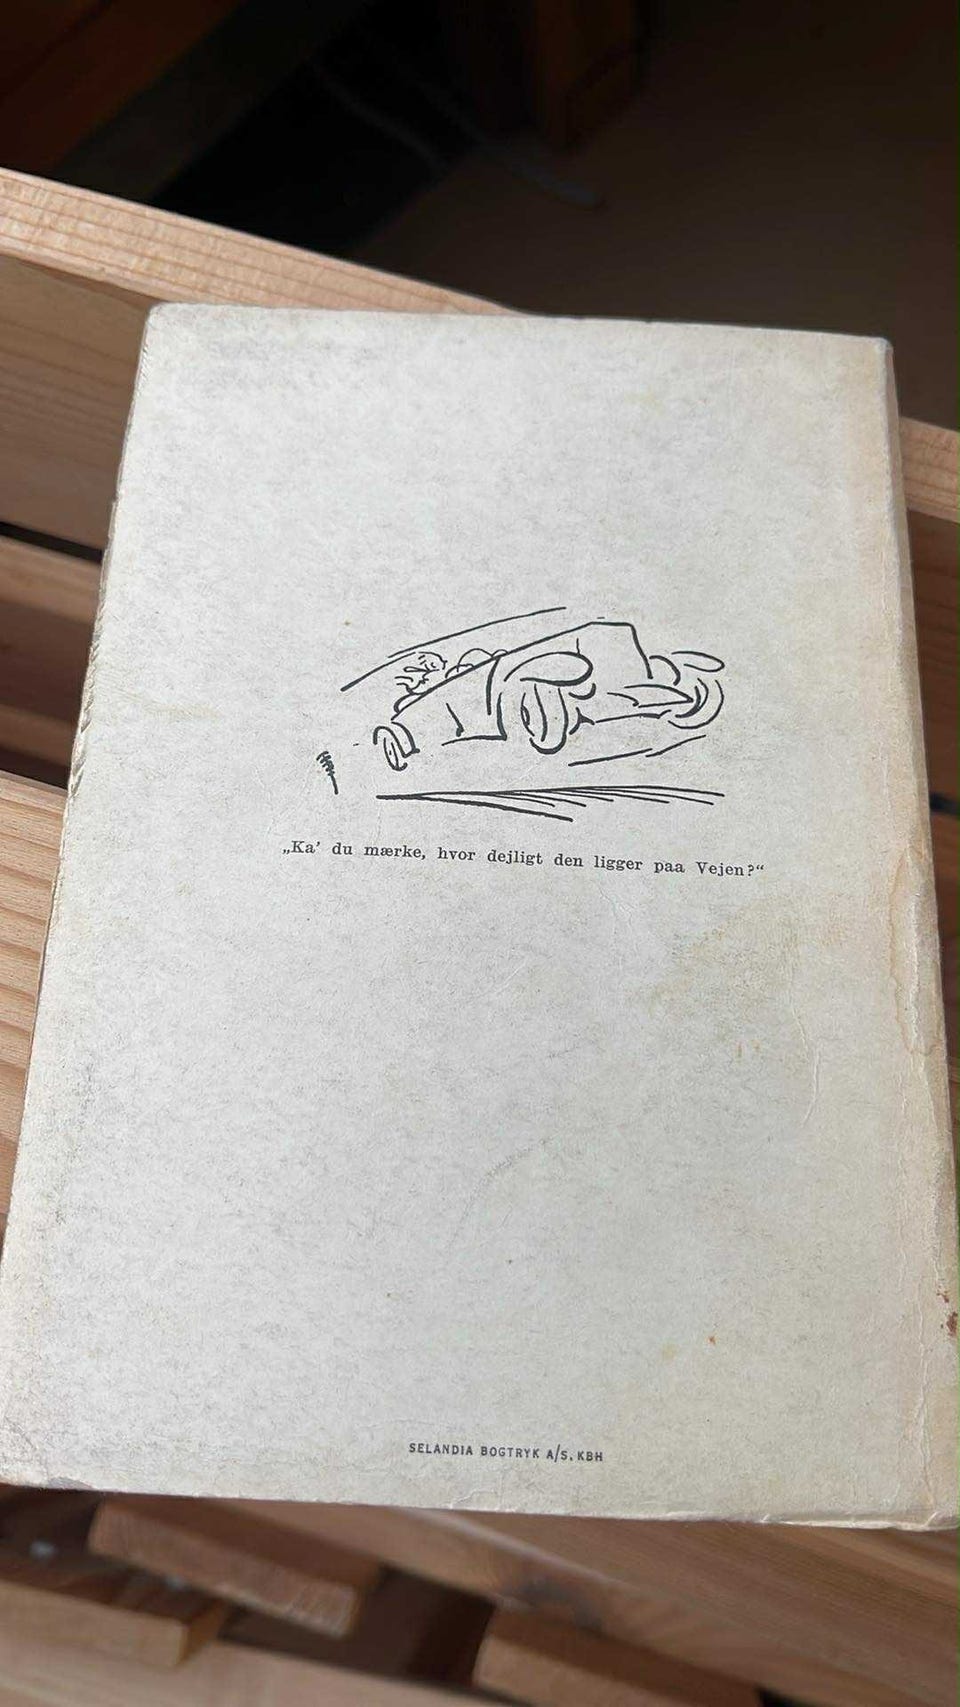 „Ka' du mærke, hvor dejligt den ligger paa Vejen?“
SELANDIA BOGTRYK A/S. KBH